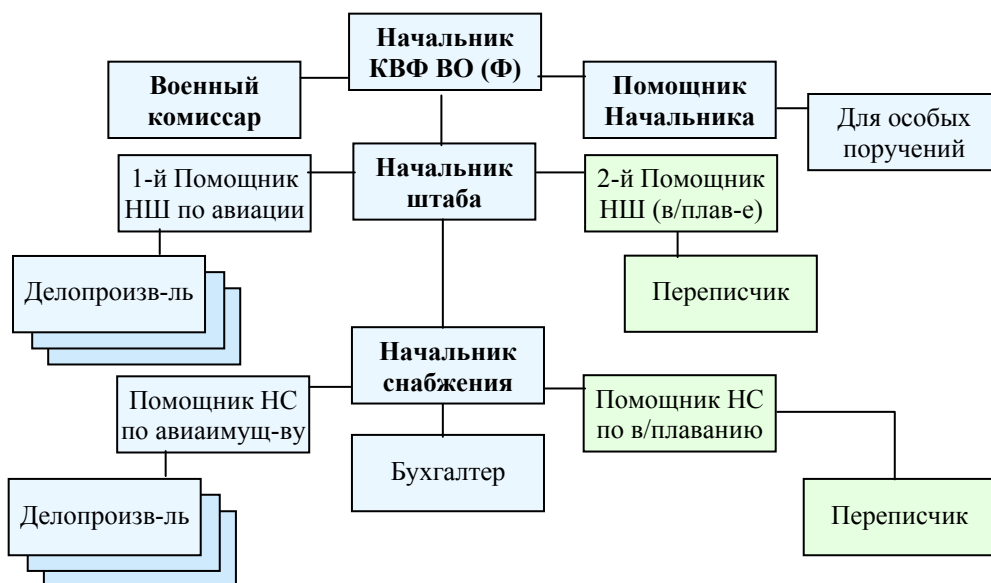 Начальник
КВФ ВО (Ф)
Военный
комиссар
Помощник
Начальника
Для особых
поручений
1-й Помощник
НШ по авиации
Начальник
штаба
2-й Помощник
НШ (в/плав-е)
Делопроизв-ль
Переписчик
Начальник
снабжения
Помощник НС
по авиаимущ-ву
Помощник НС
по в/плаванию
Бухгалтер
Делопроизв-ль
Переписчик